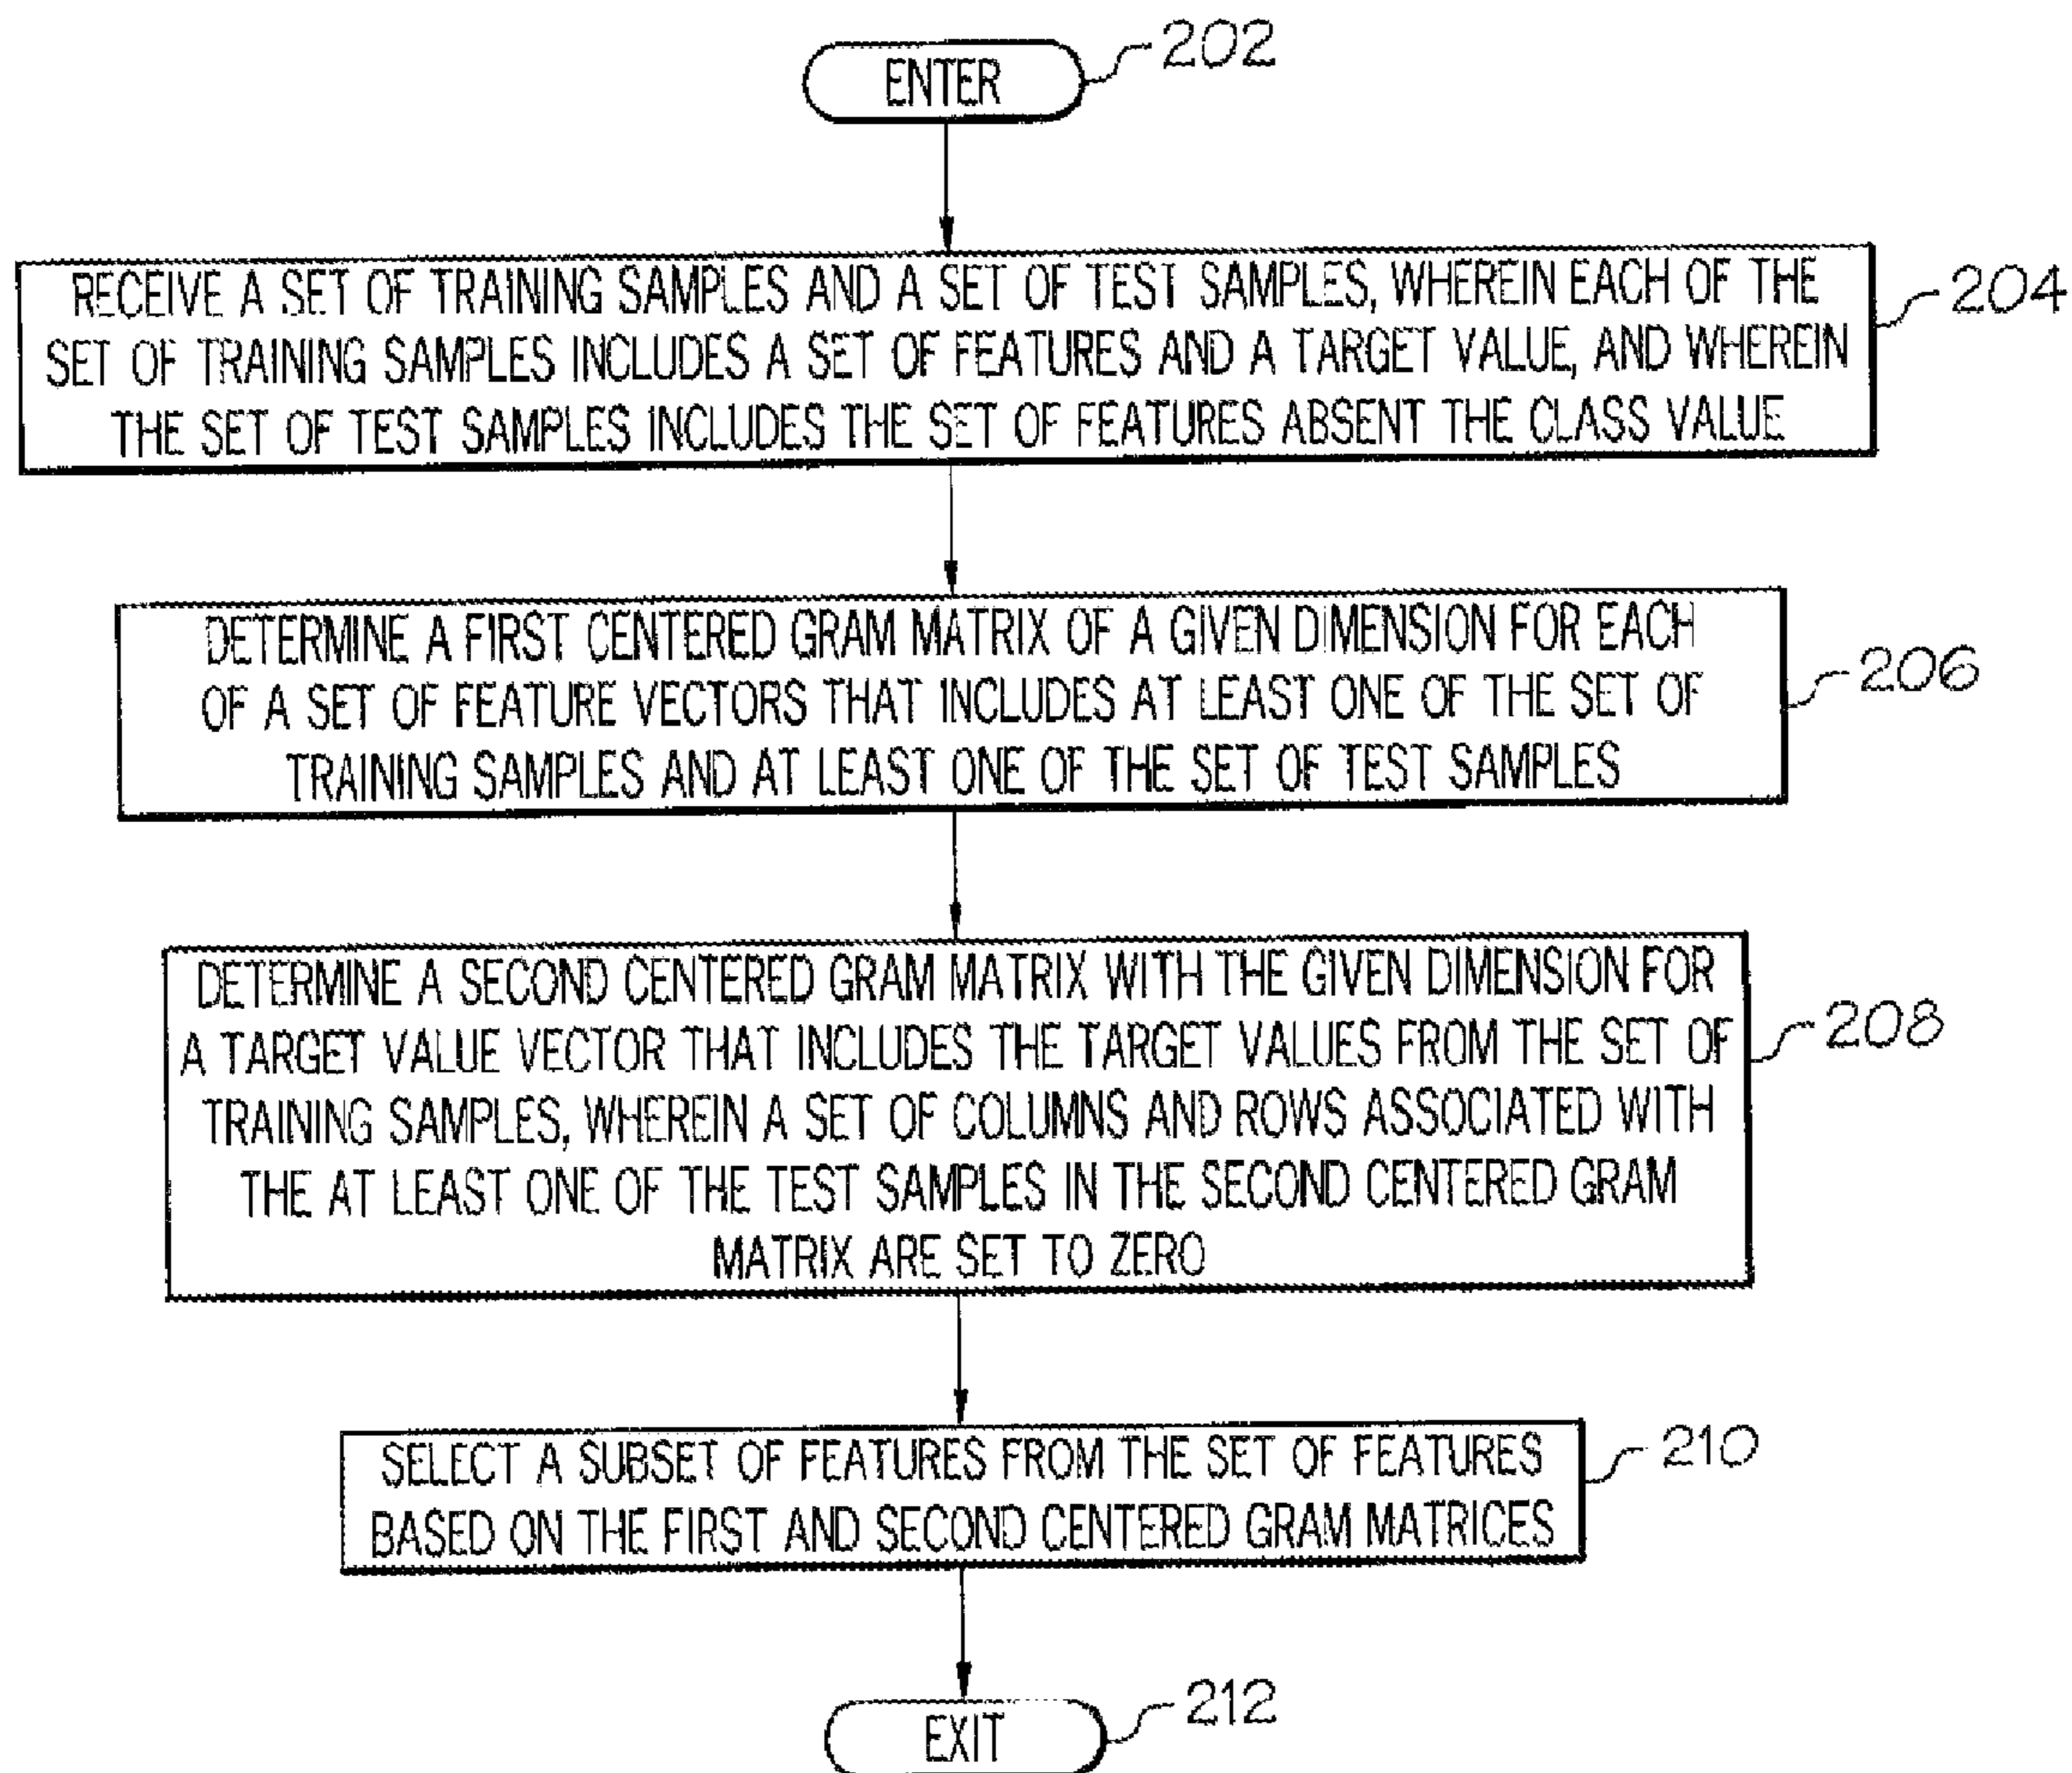 ENTER
202
RECEIVE A SET OF TRAINING SAMPLES AND A SET OF TEST SAMPLES, WHEREIN EACH OF THE
SET OF TRAINING SAMPLES INCLUDES A SET OF FEATURES AND A TARGET VALUE, AND WHEREIN
THE SET OF TEST SAMPLES INCLUDES THE SET OF FEATURES ABSENT THE CLASS VALUE
204
DETERMINE A FIRST CENTERED GRAM MATRIX OF A GIVEN DIMENSION FOR EACH
OF A SET OF FEATURE VECTORS THAT INCLUDES AT LEAST ONE OF THE SET OF
TRAINING SAMPLES AND AT LEAST ONE OF THE SET OF TEST SAMPLES
206
DETERMINE A SECOND CENTERED GRAM MATRIX WITH THE GIVEN DIMENSION FOR
A TARGET VALUE VECTOR THAT INCLUDES THE TARGET VALUES FROM THE SET OF
TRAINING SAMPLES, WHEREIN A SET OF COLUMNS AND ROWS ASSOCIATED WITH
THE AT LEAST ONE OF THE TEST SAMPLES IN THE SECOND CENTERED GRAM
MATRIX ARE SET TO ZERO
208
SELECT A SUBSET OF FEATURES FROM THE SET OF FEATURES
BASED ON THE FIRST AND SECOND CENTERED GRAM MATRICES
210
EXIT
212